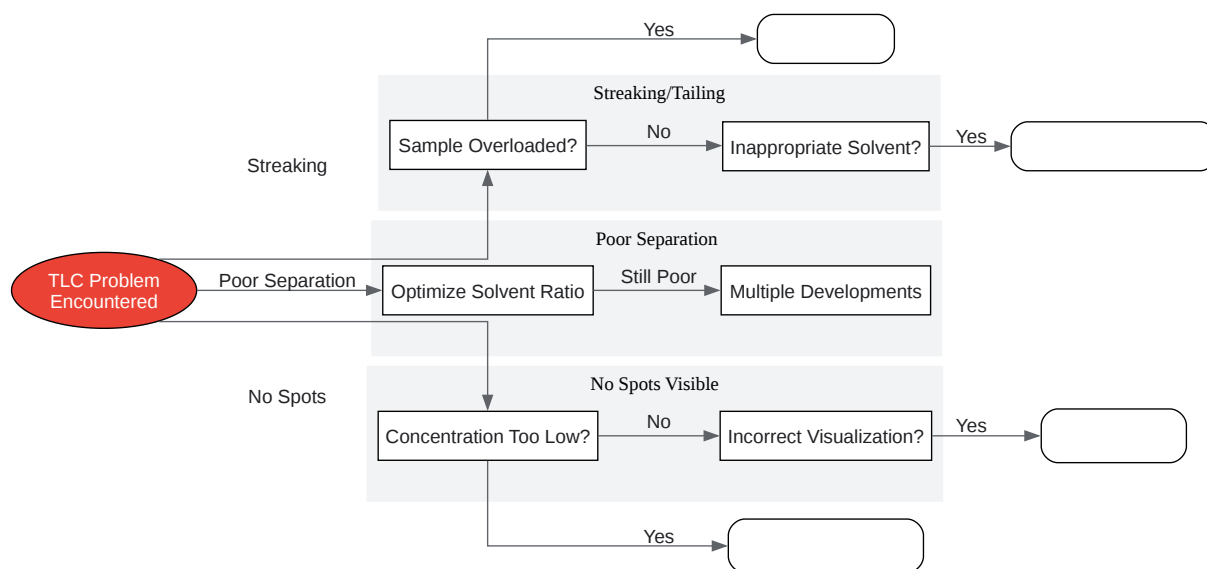 Yes
Streaking/Tailing
Sample Overloaded?
No
Inappropriate Solvent?
Yes
Streaking
Poor Separation
TLC Problem
Encountered
Poor Separation
Optimize Solvent Ratio
Still Poor
Multiple Developments
No Spots Visible
No Spots
Concentration Too Low?
No
Incorrect Visualization?
Yes
Yes